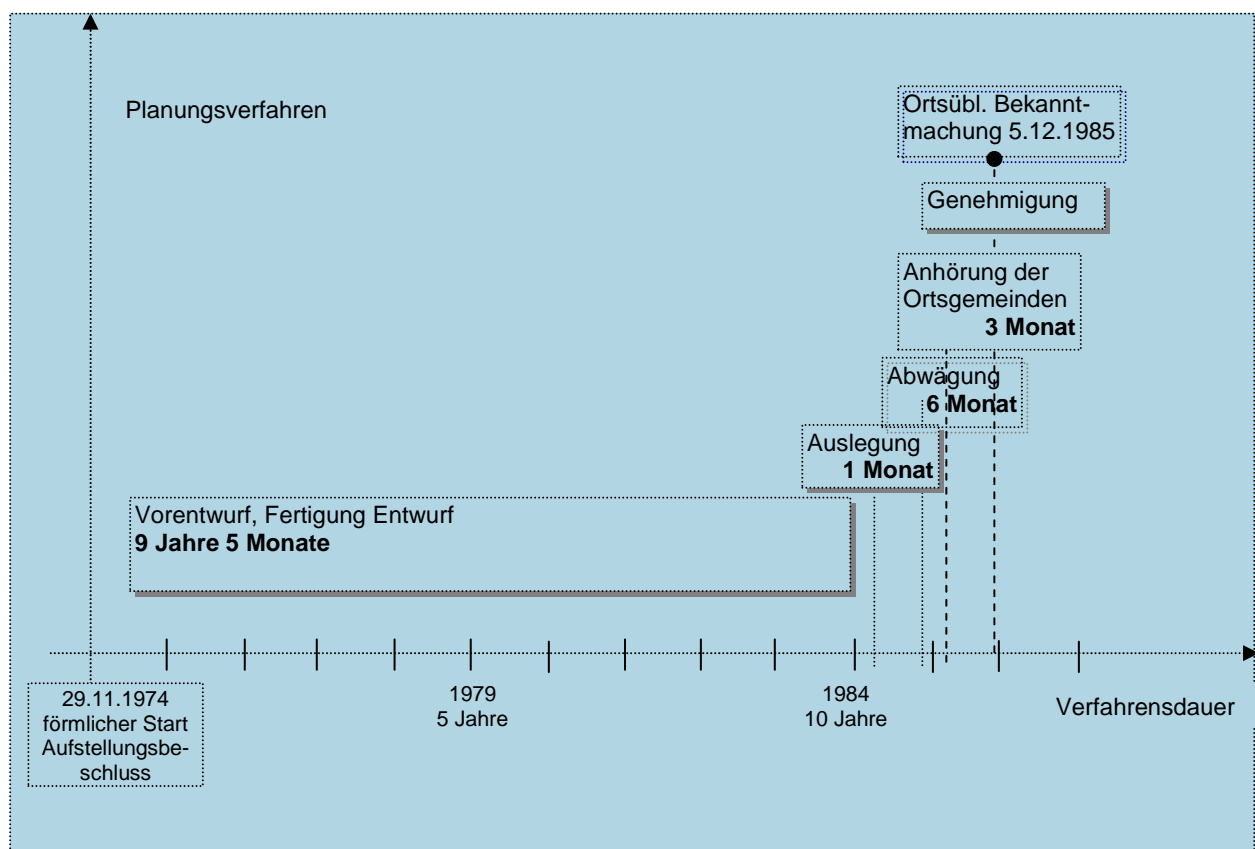 Planungsverfahren
Ortsübl. Bekannt-
machung 5.12.1985
Genehmigung
Anhörung der
Ortsgemeinden
3 Monat
Abwägung
6 Monat
Auslegung
1 Monat
Vorentwurf, Fertigung Entwurf
9 Jahre 5 Monate
29.11.1974
förmlicher Start
Aufstellungsbe-
schluss
1979
5 Jahre
1984
10 Jahre
Verfahrensdauer